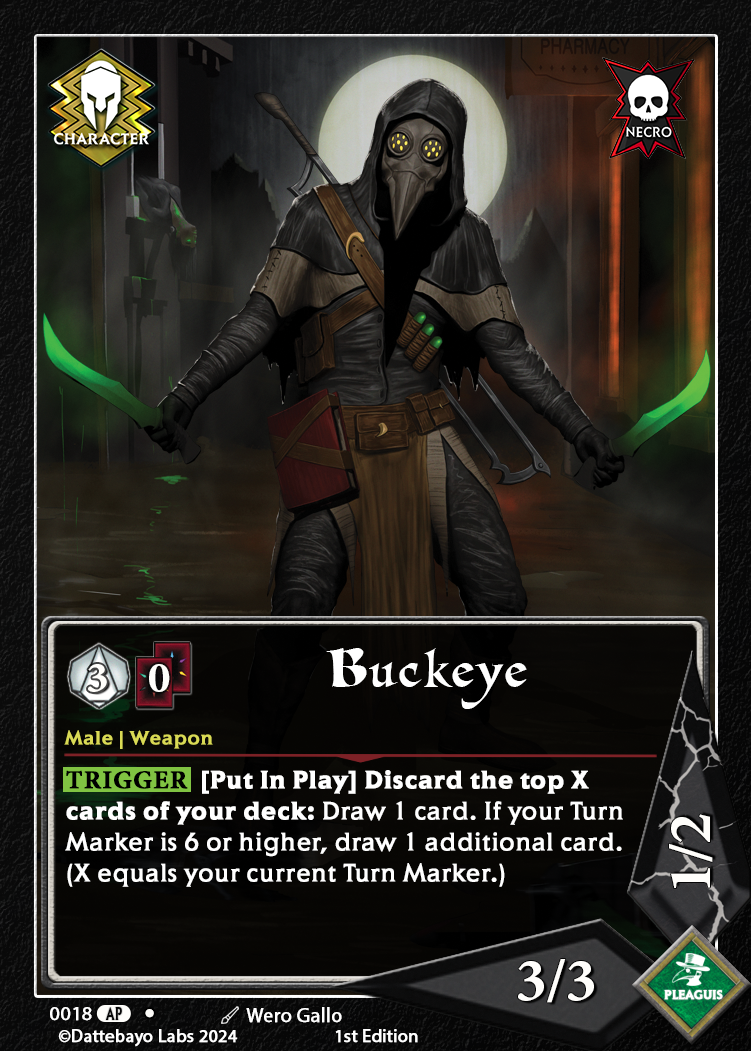 PHARMACY
CHARACTER
NECRO
3 0 Buckeye
Male | Weapon
TRIGGER [Put In Play] Discard the top X
cards of your deck: Draw 1 card. If your Turn
Marker is 6 or higher, draw 1 additional card.
(X equals your current Turn Marker.)
1/2
3/3
PLEAGUIS
0018 AP • Wero Gallo
©Dattebayo Labs 2024 1st Edition